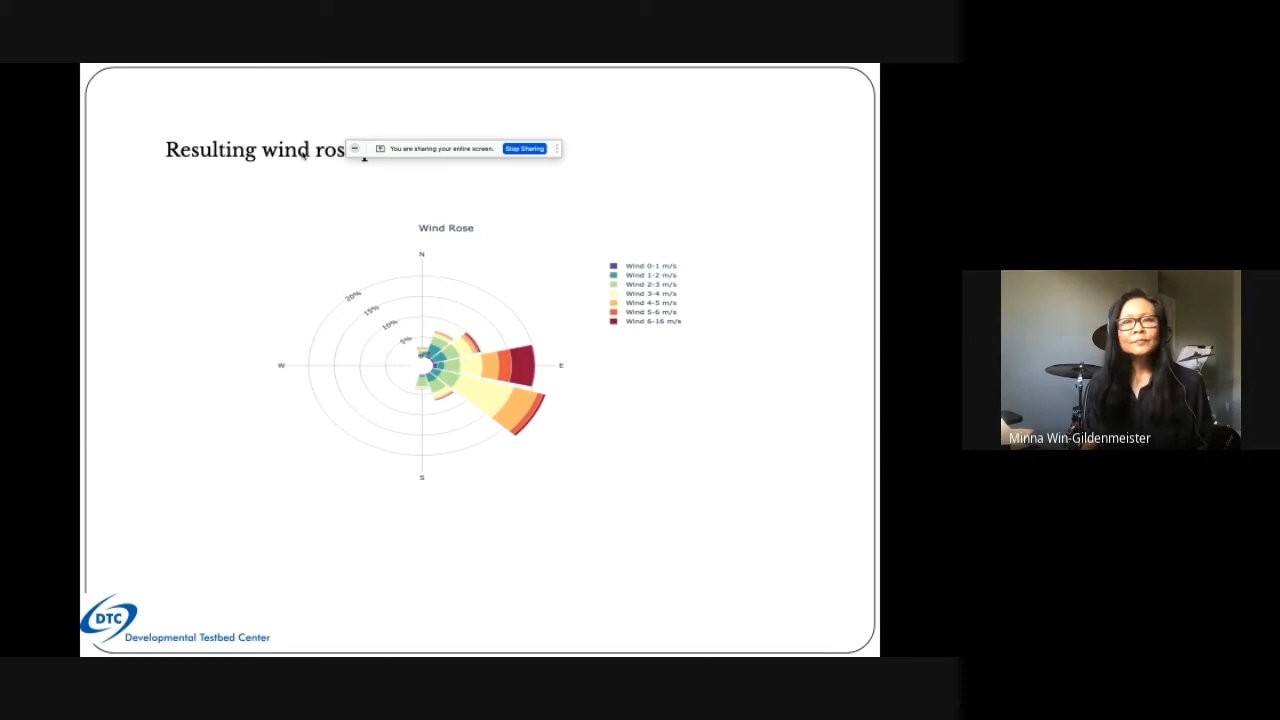 Resulting wind ros
You are sharing your entire screen.
Stop Sharing
Wind Rose
N
20%
15%
10%
5%
W
E
S
Wind 0-1 m/s
Wind 1-2 m/s
Wind 2-3 m/s
Wind 3-4 m/s
Wind 4-5 m/s
Wind 5-6 m/s
Wind 6-16 m/s
Minna Win-Gildenmeister
DTC
Developmental Testbed Center